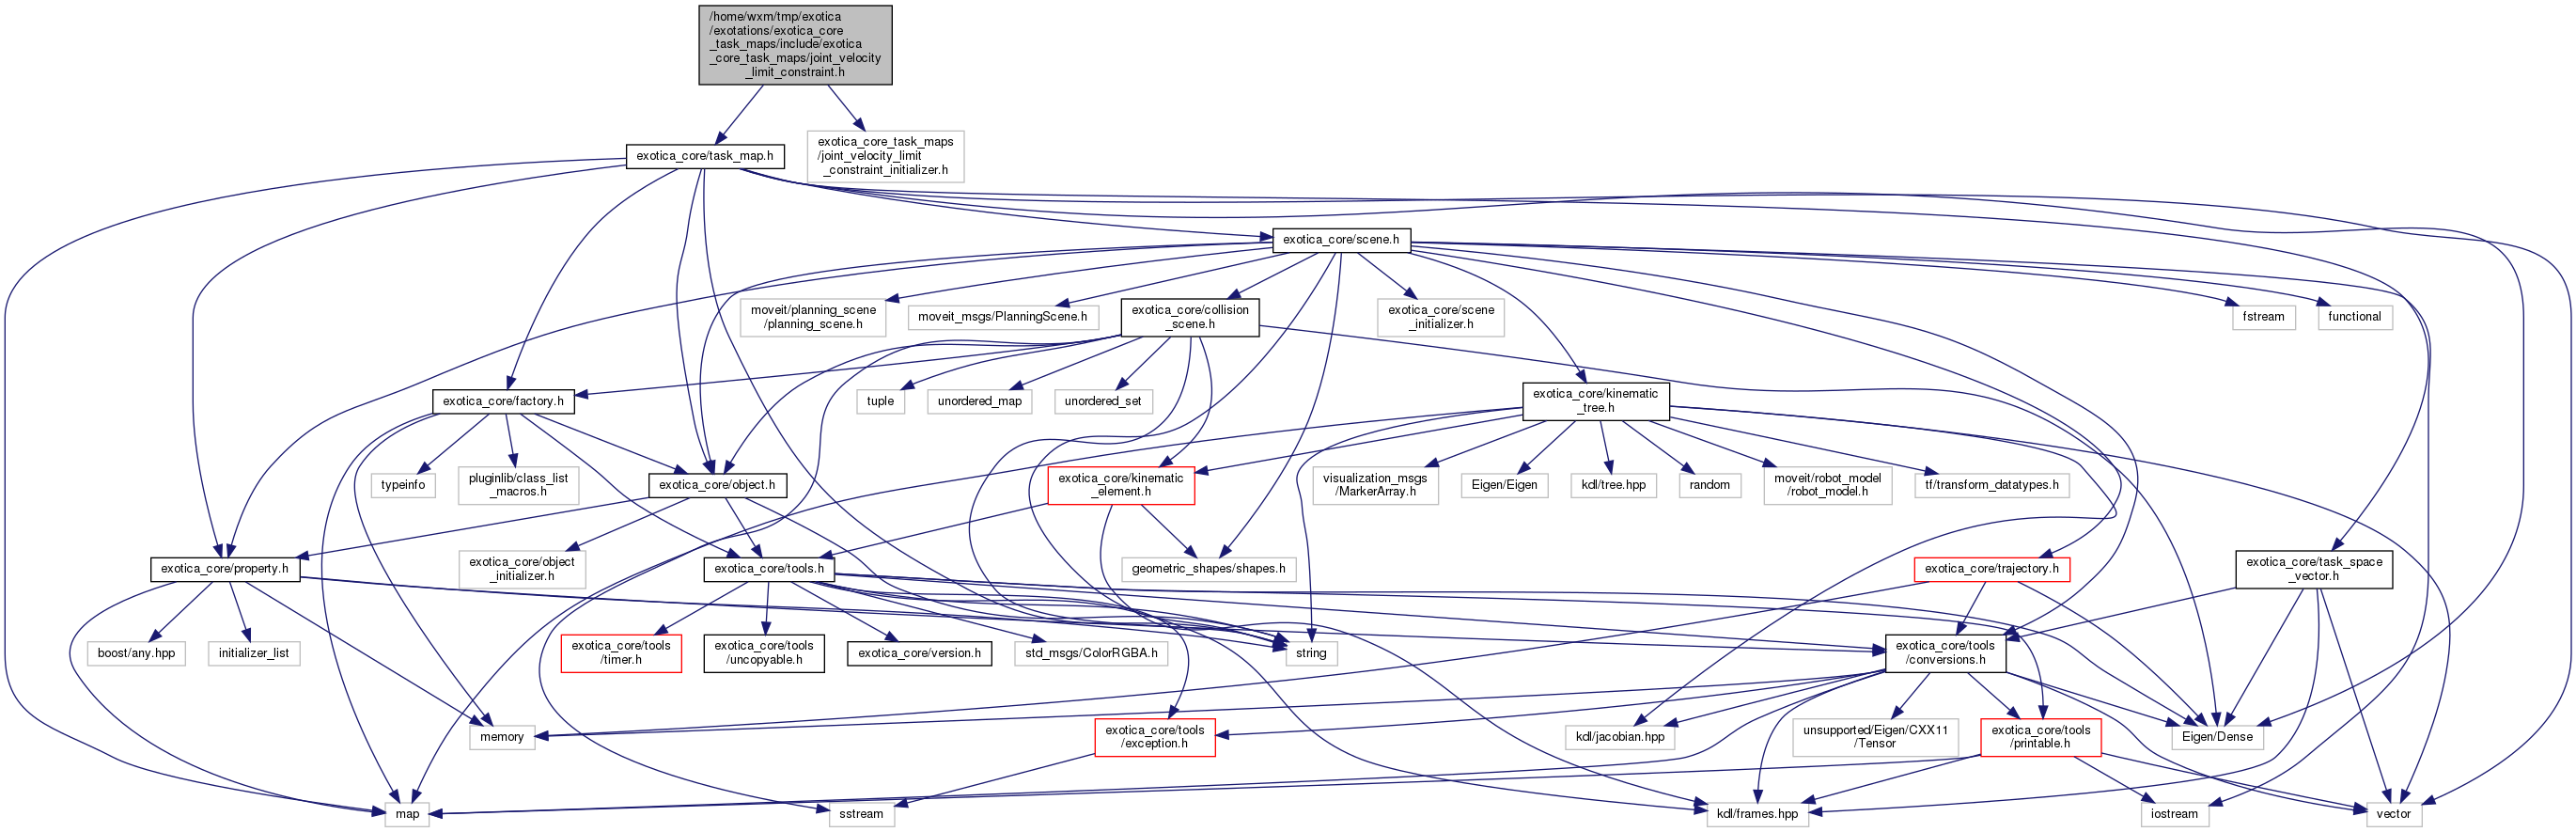 /home/wxm/tmp/exotica
/exotations/exotica_core
_task_maps/include/exotica
_core_task_maps/joint_velocity
_limit_constraint.h
exotica_core/task_map.h
exotica_core_task_maps
/joint_velocity_limit
_constraint_initializer.h
exotica_core/scene.h
moveit/planning_scene
/planning_scene.h
moveit_msgs/PlanningScene.h
exotica_core/collision
_scene.h
exotica_core/scene
_initializer.h
fstream
functional
exotica_core/factory.h
tuple
unordered_map
unordered_set
exotica_core/kinematic
_tree.h
typeinfo
pluginlib/class_list
_macros.h
exotica_core/object.h
exotica_core/kinematic
_element.h
visualization_msgs
/MarkerArray.h
Eigen/Eigen
kdl/tree.hpp
random
moveit/robot_model
/robot_model.h
tf/transform_datatypes.h
exotica_core/property.h
exotica_core/object
_initializer.h
exotica_core/tools.h
geometric_shapes/shapes.h
exotica_core/trajectory.h
exotica_core/task_space
_vector.h
boost/any.hpp
initializer_list
exotica_core/tools
/timer.h
exotica_core/tools
/uncopyable.h
exotica_core/version.h
std_msgs/ColorRGBA.h
string
exotica_core/tools
/conversions.h
memory
exotica_core/tools
/exception.h
kdl/jacobian.hpp
unsupported/Eigen/CXX11
/Tensor
exotica_core/tools
/printable.h
Eigen/Dense
map
sstream
kdl/frames.hpp
iostream
vector